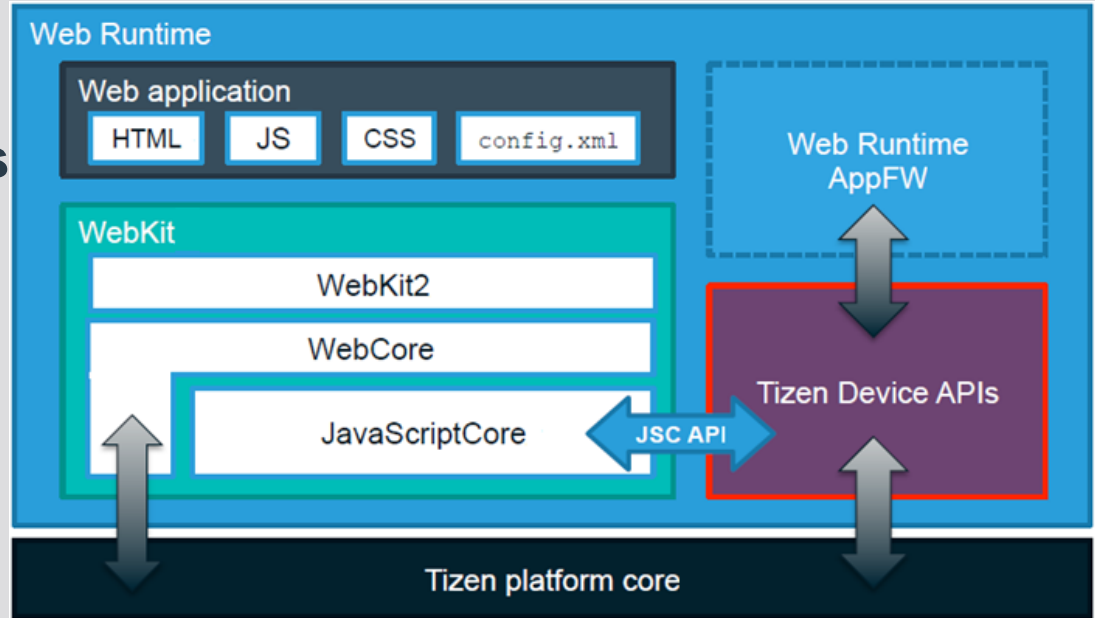 Web Runtime
Web application
HTML
JS
CSS
config.xml
s
WebKit
WebKit2
WebCore
JavaScriptCore
JSC API
Web Runtime
AppFW
Tizen Device APIs
Tizen platform core